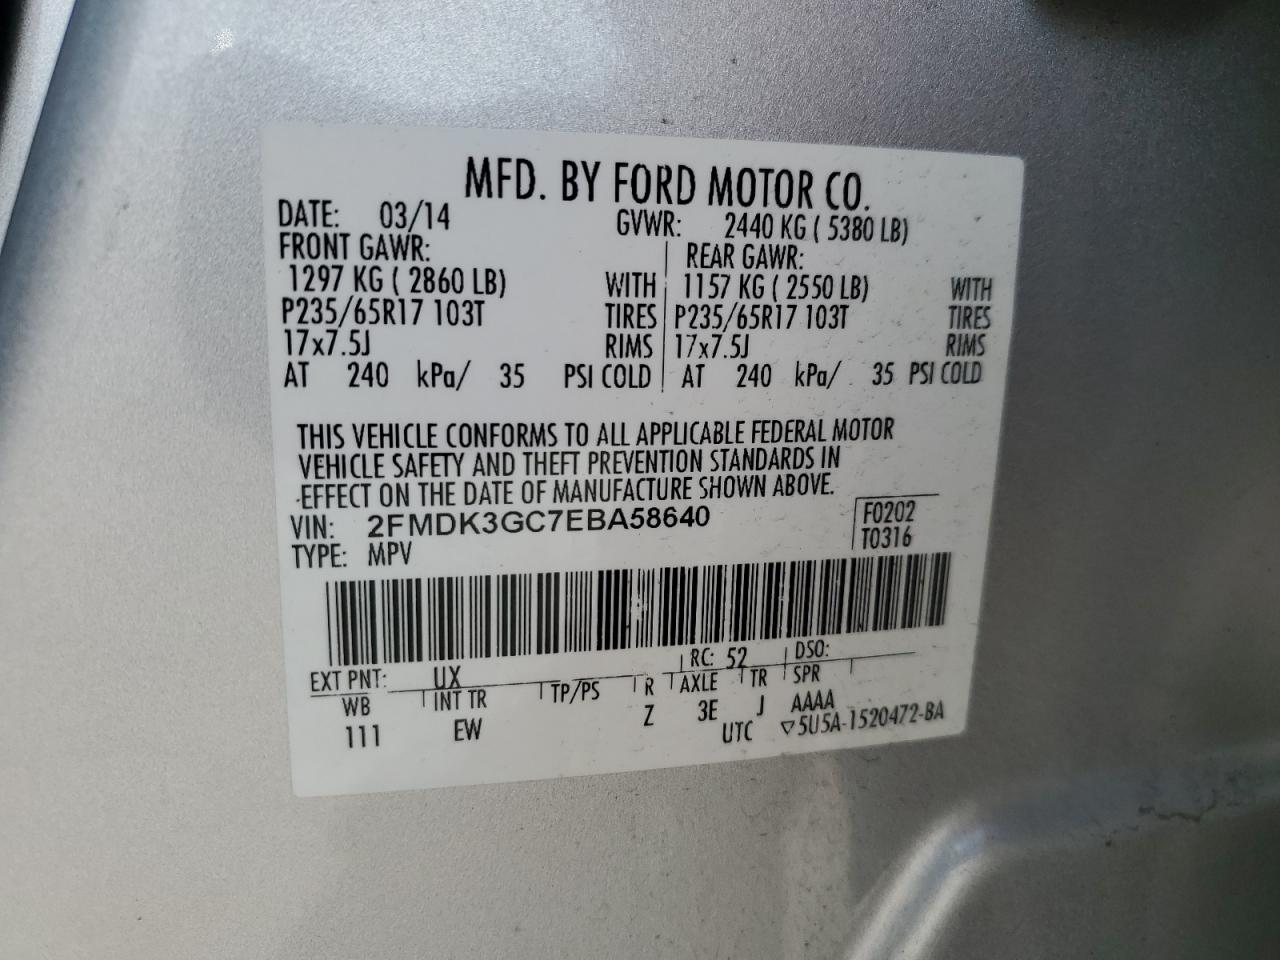 MFD. BY FORD MOTOR CO.
DATE: 03/14 GVWR: 2440 KG ( 5380 LB)
FRONT GAWR: REAR GAWR:
1297 KG ( 2860 LB) WITH 1157 KG ( 2550 LB) WITH
P235/65R17 103T TIRES P235/65R17 103T TIRES
17x7.5J RIMS 17x7.5J RIMS
AT 240 kPa/ 35 PSI COLD AT 240 kPa/ 35 PSI COLD
THIS VEHICLE CONFORMS TO ALL APPLICABLE FEDERAL MOTOR
VEHICLE SAFETY AND THEFT PREVENTION STANDARDS IN
EFFECT ON THE DATE OF MANUFACTURE SHOWN ABOVE.
VIN: 2FMDK3GC7EBA58640 F0202
TYPE: MPV T0316
EXT PNT: UX RC: 52 DSO:
WB INT TR TP/PS R AXLE TR SPR
111 EW Z 3E J AAAA
UTC ▽5U5A-1520472-BA